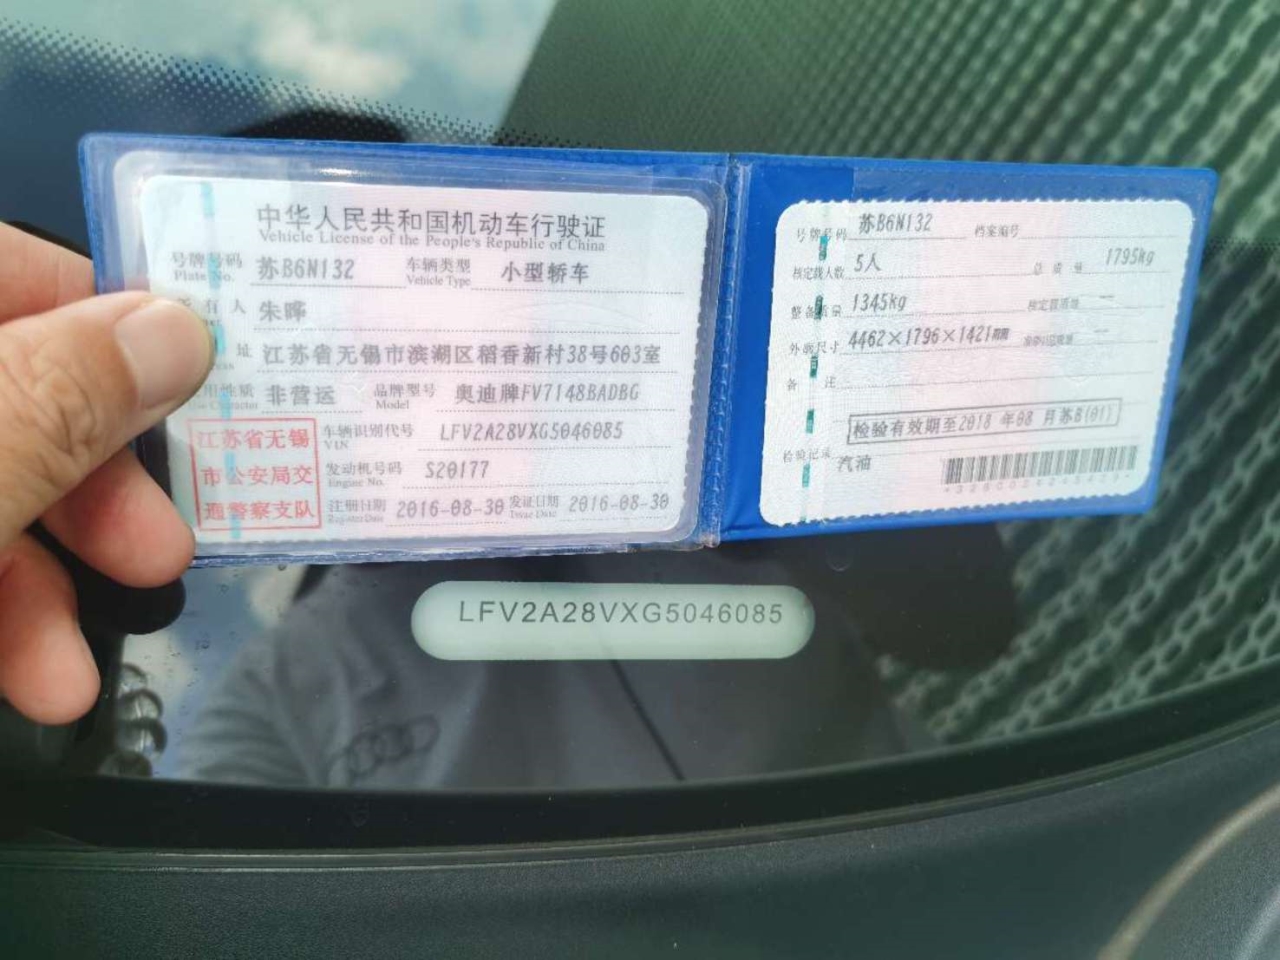 中华人民共和国机动车行驶证
Vehicle License of the People's Republic of China
号牌号码 苏B6N132 车辆类型 小型轿车
Plate No. Vehicle Type
所有人 朱晔
址 江苏省无锡市滨湖区稻香新村38号603室
用性质 非营运 品牌型号 奥迪牌FV7148BADBG
Character Model
江苏省无锡
市公安局交
通警察支队
车辆识别代号 LFV2A28VXG5046085
VIN
发动机号码 S20177
Engine No.
注册日期 2016-08-30 发证日期 2016-08-30
Register Date Issue Date
号牌号码 苏B6N132 档案编号
核定载人数 5人 总质量 1795kg
整备质量 1345kg 核定载质量 —
外廓尺寸 4462×1796×1421mm —
备注
检验有效期至2018年08月苏B(01)
检验记录
汽油
LFV2A28VXG5046085